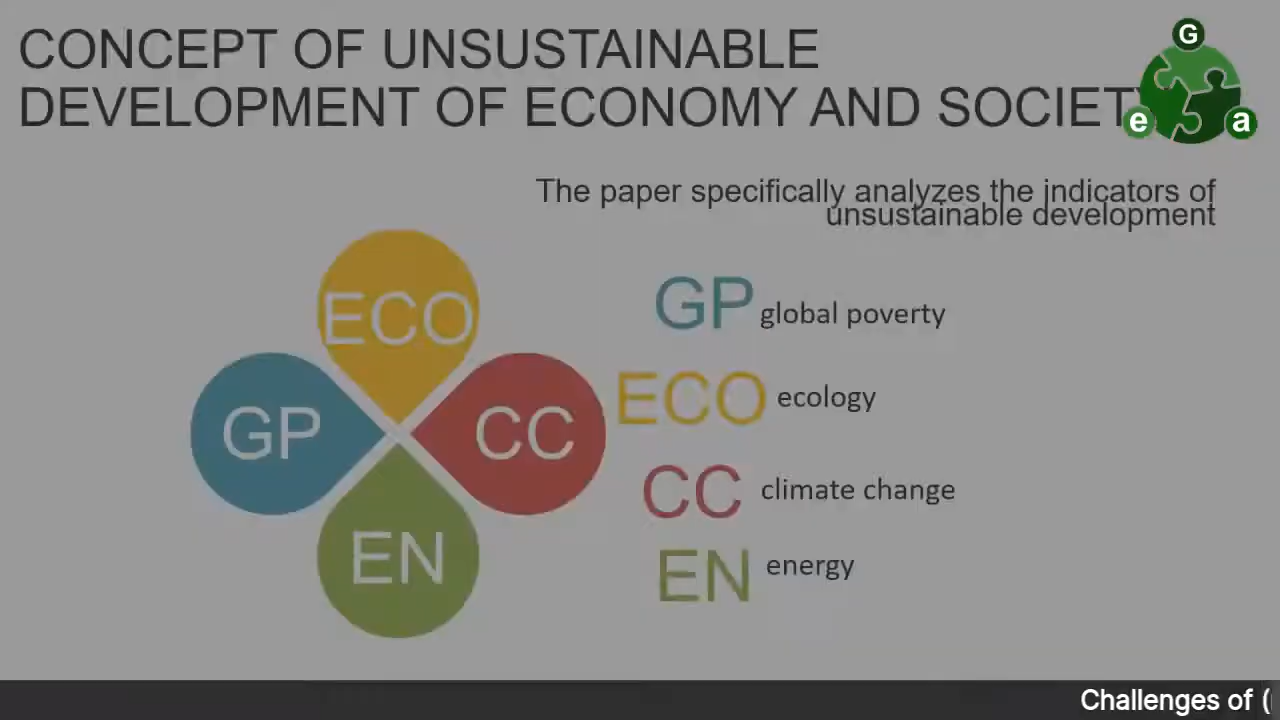 CONCEPT OF UNSUSTAINABLE
DEVELOPMENT OF ECONOMY AND SOCIETY
G
e a
The paper specifically analyzes the indicators of
unsustainable development
ECO
GP
CC
EN
GP global poverty
ECO ecology
CC climate change
EN energy
Challenges of (